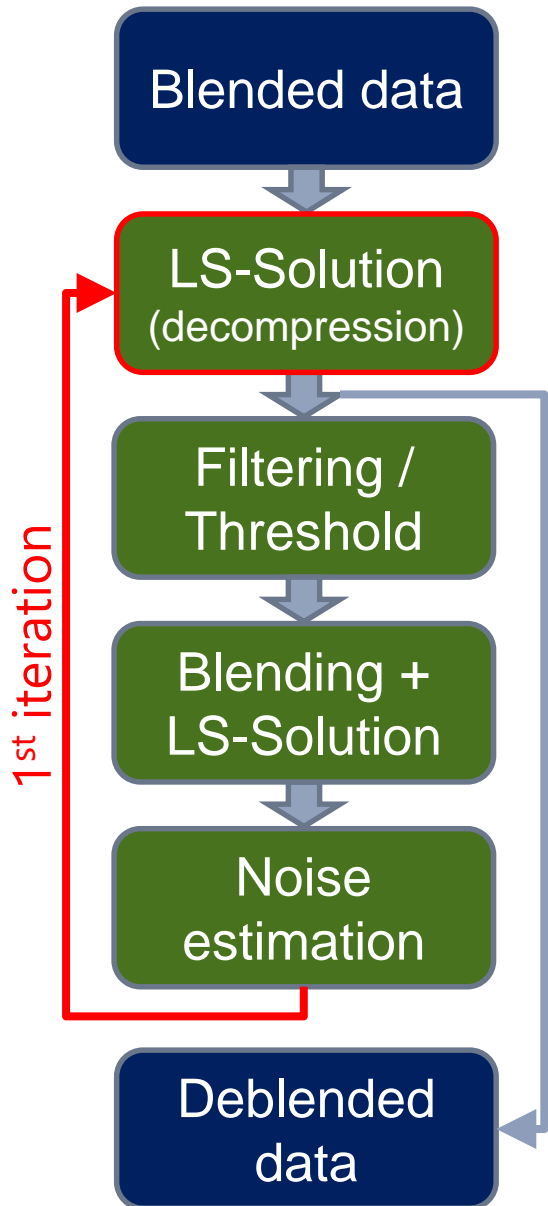 Blended data
LS-Solution
(decompression)
Filtering /
Threshold
1st iteration
Blending +
LS-Solution
Noise
estimation
Deblended
data